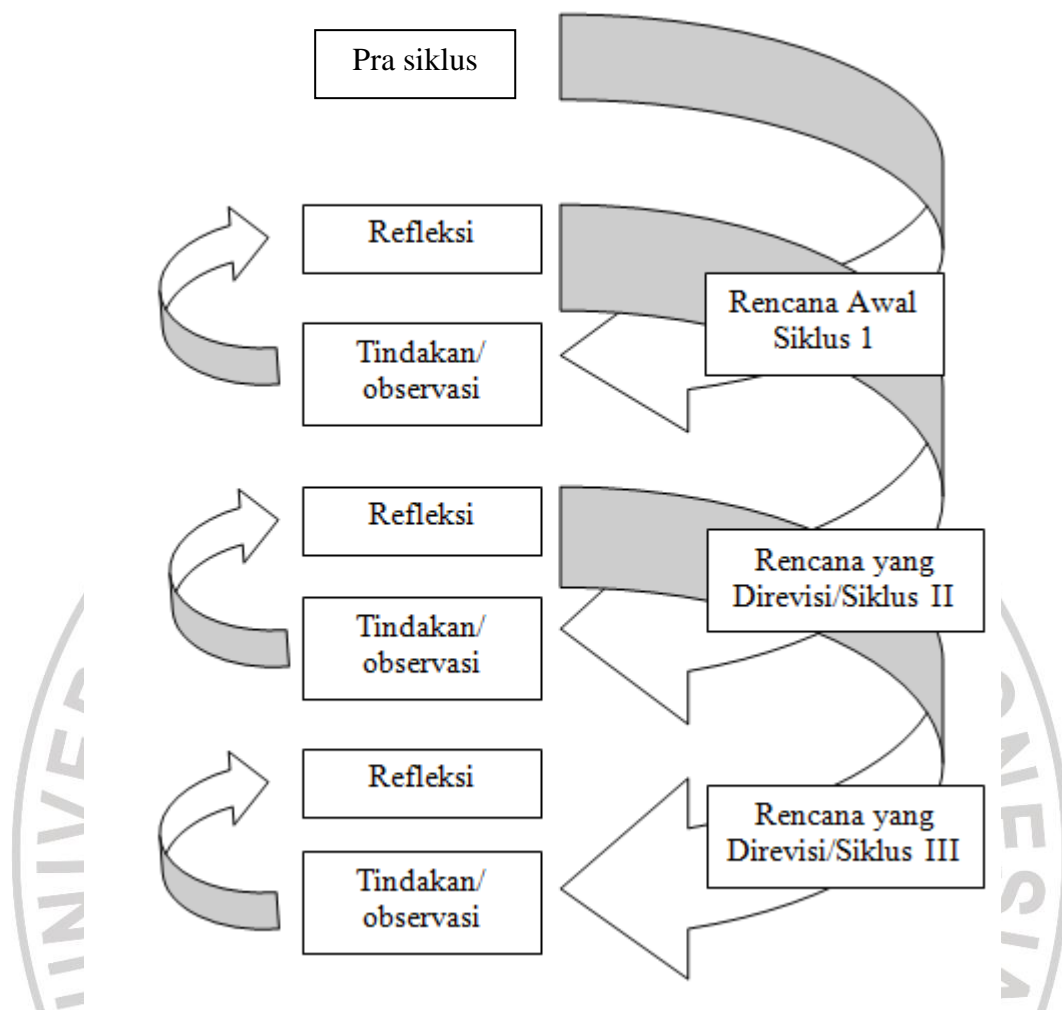 Pra siklus
Refleksi
Rencana Awal
Siklus 1
Tindakan/
observasi
Refleksi
Rencana yang
Direvisi/Siklus II
Tindakan/
observasi
Refleksi
Rencana yang
Direvisi/Siklus III
Tindakan/
observasi